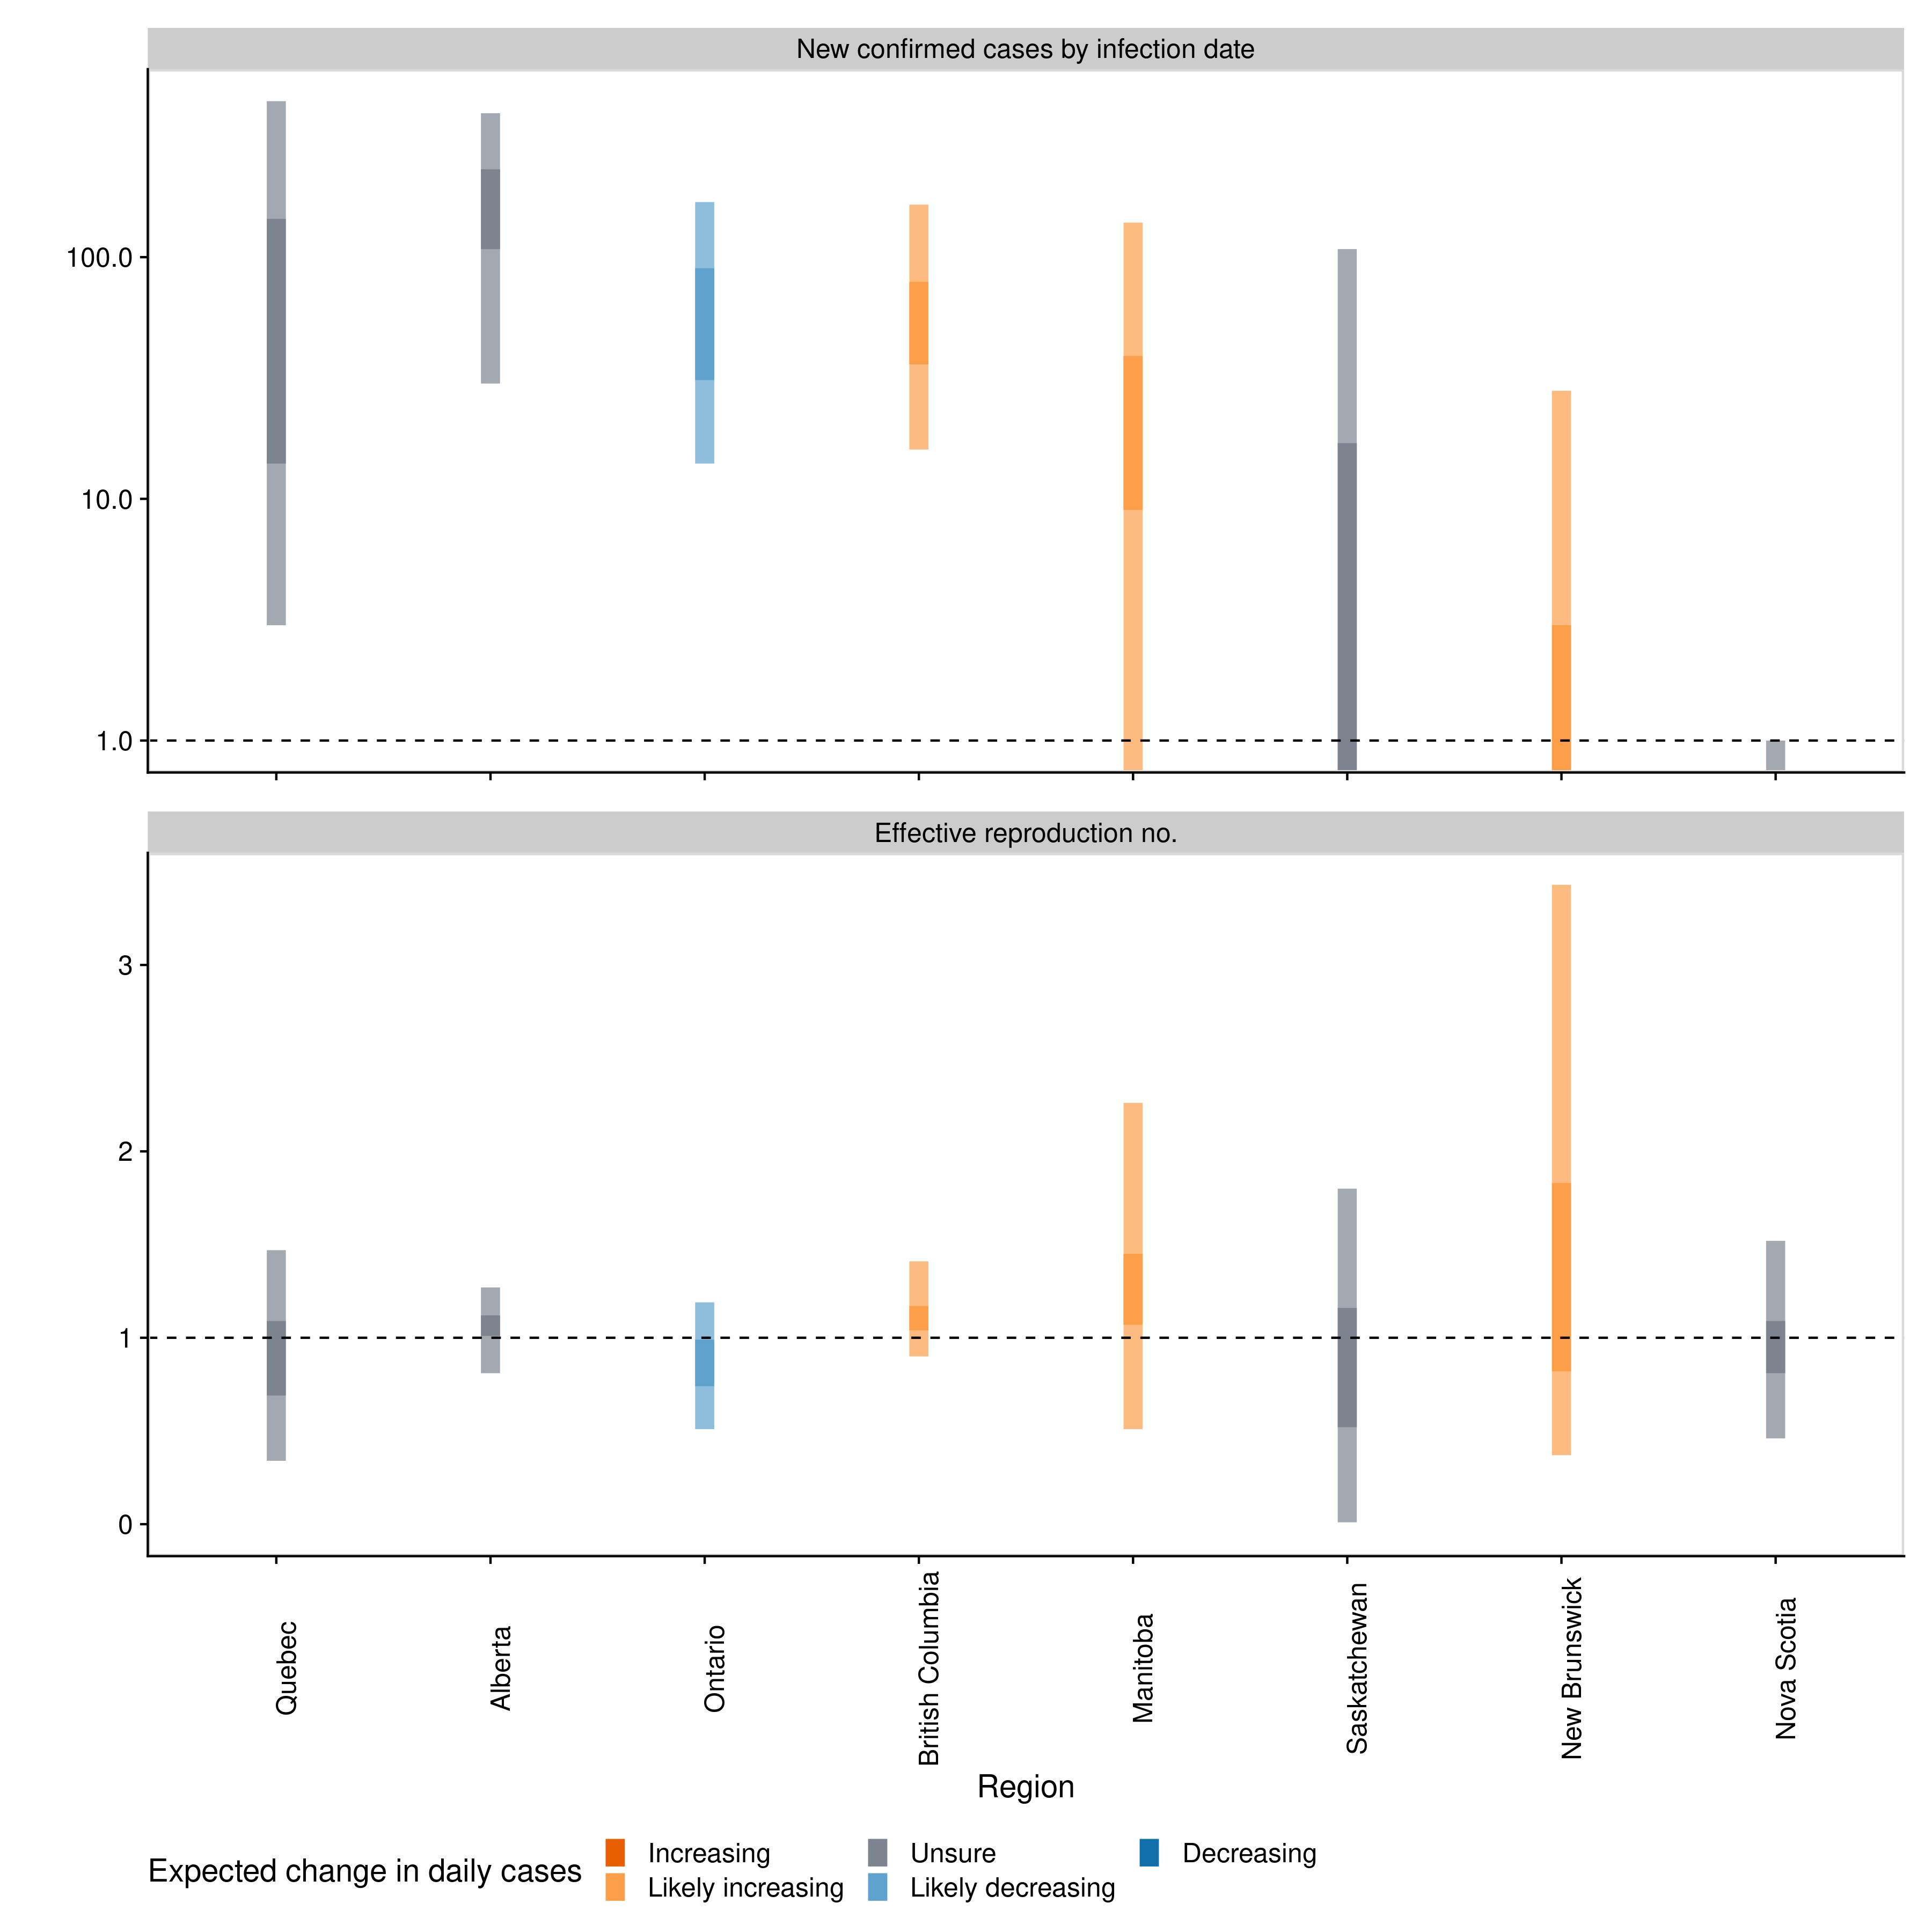 New confirmed cases by infection date
100.0
10.0
1.0
Effective reproduction no.
3
2
1
0
Quebec
Alberta
Ontario
British Columbia
Manitoba
Saskatchewan
New Brunswick
Nova Scotia
Region
Expected change in daily cases
Increasing
Likely increasing
Unsure
Likely decreasing
Decreasing